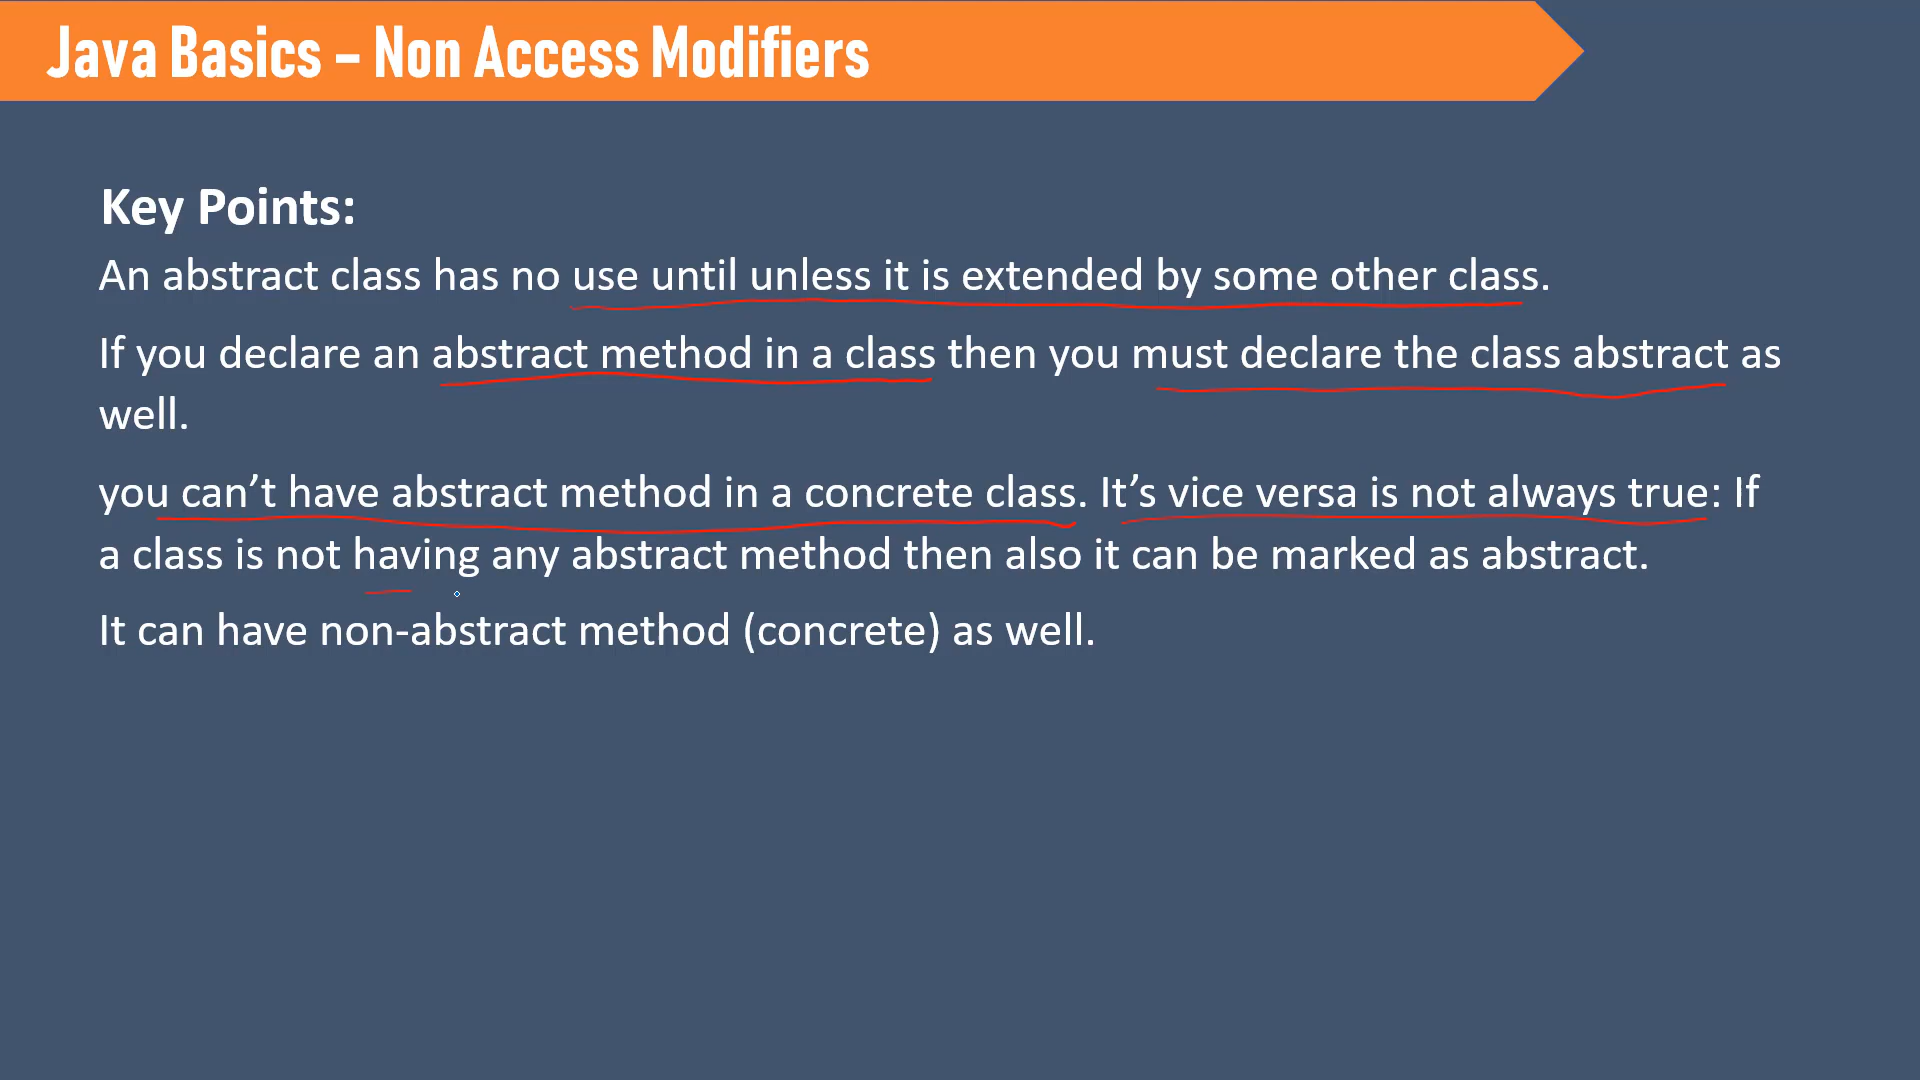 Java Basics – Non Access Modifiers
Key Points:
An abstract class has no use until unless it is extended by some other class.
If you declare an abstract method in a class then you must declare the class abstract as
well.
you can’t have abstract method in a concrete class. It’s vice versa is not always true: If
a class is not having any abstract method then also it can be marked as abstract.
It can have non-abstract method (concrete) as well.